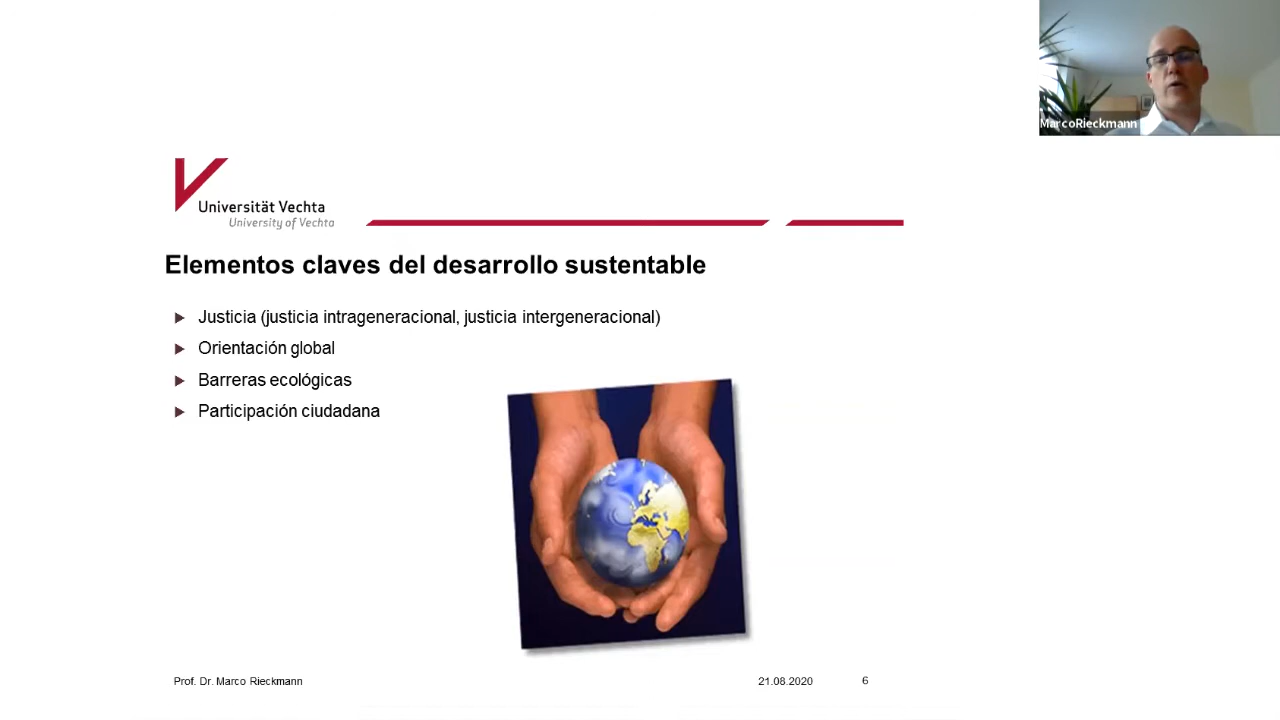 MarcoRieckmann
Universität Vechta
University of Vechta
Elementos claves del desarrollo sustentable
Justicia (justicia intrageneracional, justicia intergeneracional)
Orientación global
Barreras ecológicas
Participación ciudadana
Prof. Dr. Marco Rieckmann
21.08.2020
6